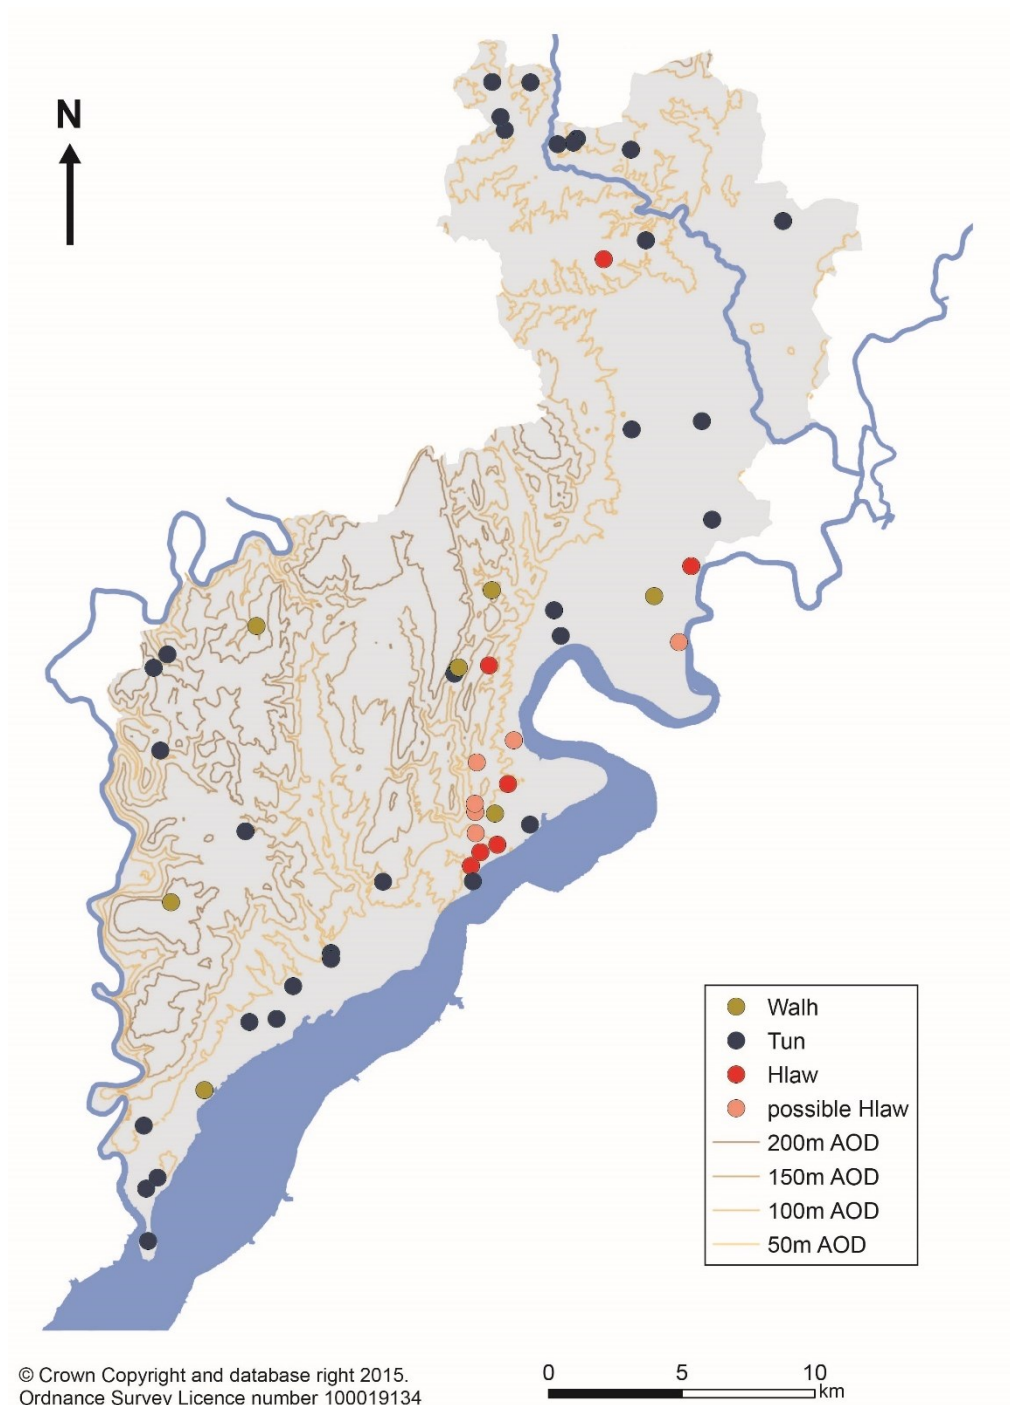 N
Walh
Tun
Hlaw
possible Hlaw
200m AOD
150m AOD
100m AOD
50m AOD
© Crown Copyright and database right 2015.
Ordnance Survey Licence number 100019134
0 5 10
km